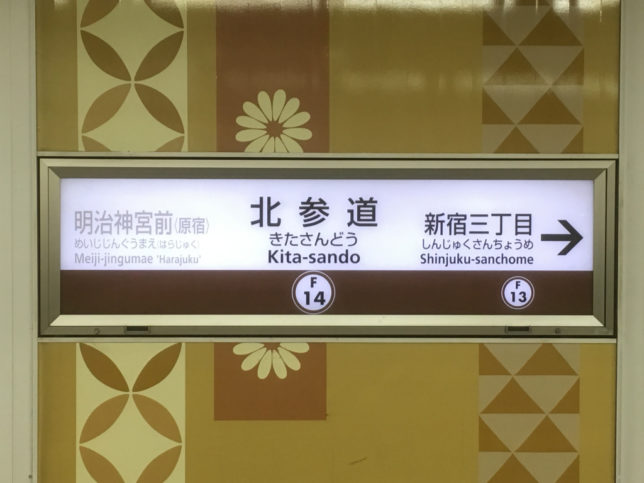 明治神宮前(原宿)
めいじじんぐうまえ(はらじゅく)
Meiji-jingumae 'Harajuku'
北参道
きたさんどう
Kita-sando
F
14
新宿三丁目
しんじゅくさんちょうめ
Shinjuku-sanchome
F
13